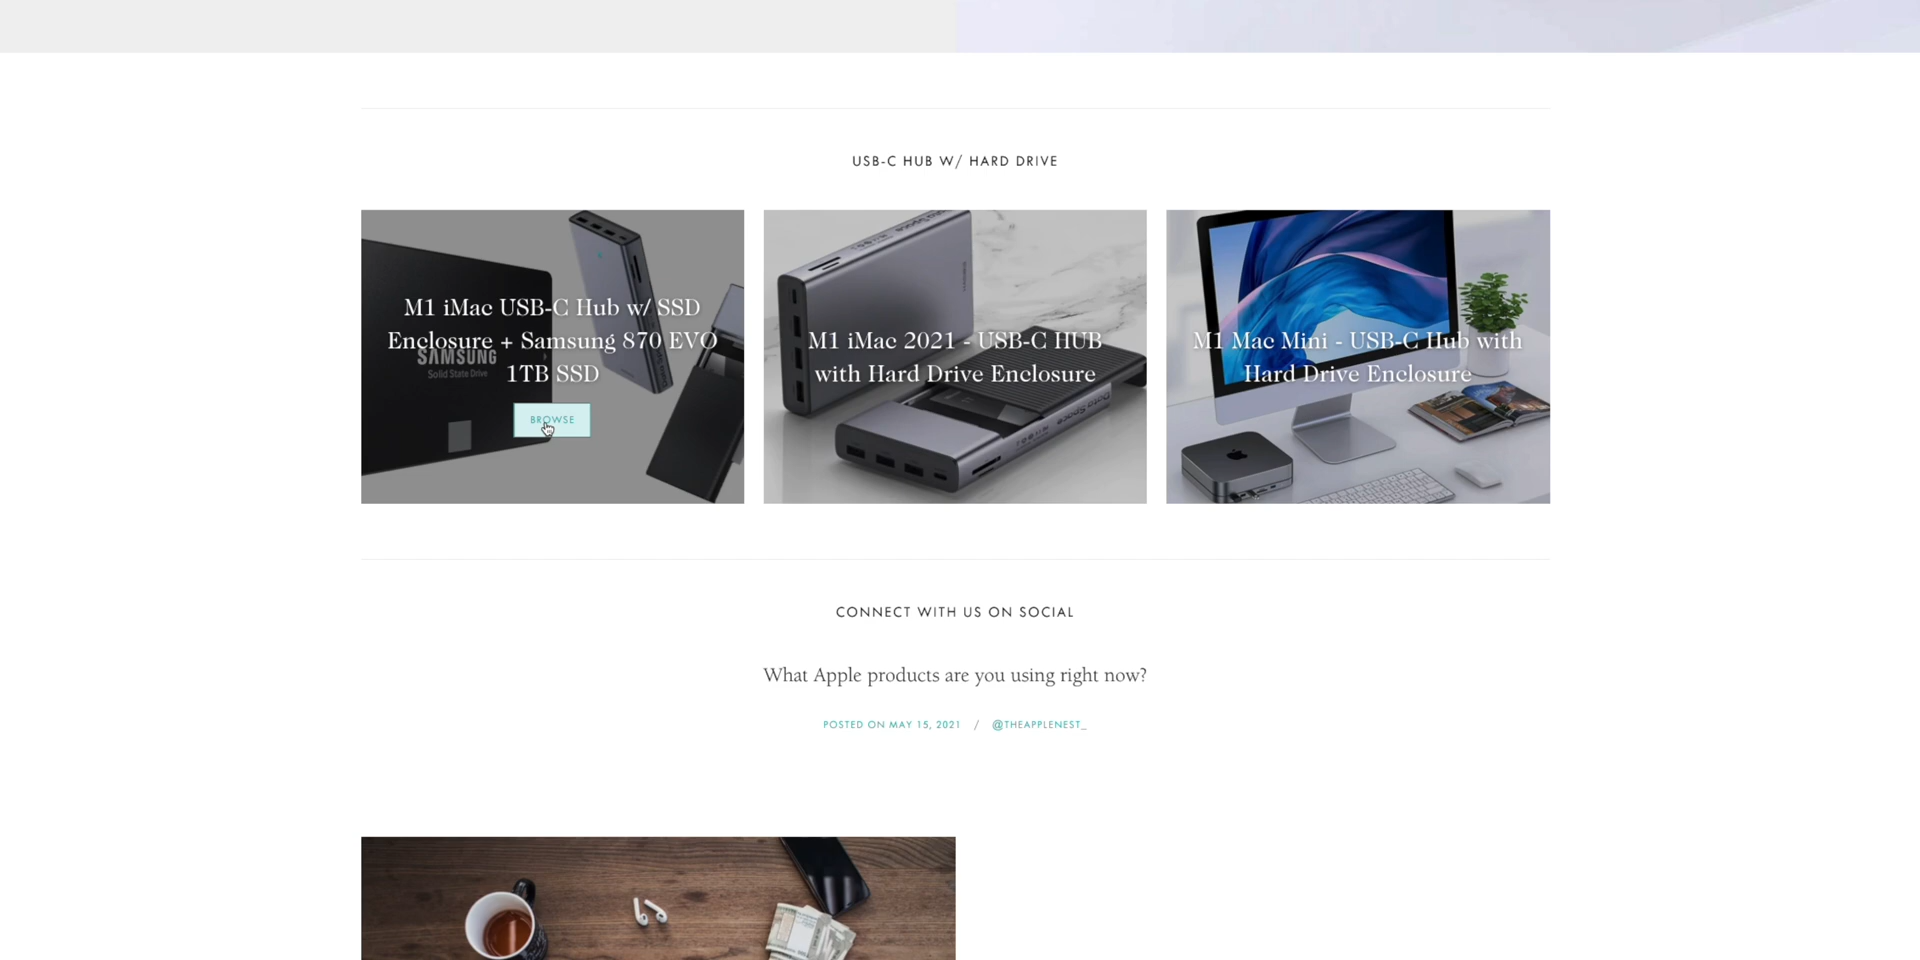 USB-C HUB W/ HARD DRIVE
M1 iMac USB-C Hub w/ SSD
Enclosure + Samsung 870 EVO
1TB SSD
SAMSUNG
Solid State Drive
BROWSE
M1 iMac 2021 - USB-C HUB
with Hard Drive Enclosure
M1 Mac Mini - USB-C Hub with
Hard Drive Enclosure
CONNECT WITH US ON SOCIAL
What Apple products are you using right now?
POSTED ON MAY 15, 2021 / @THEAPPLENEST_